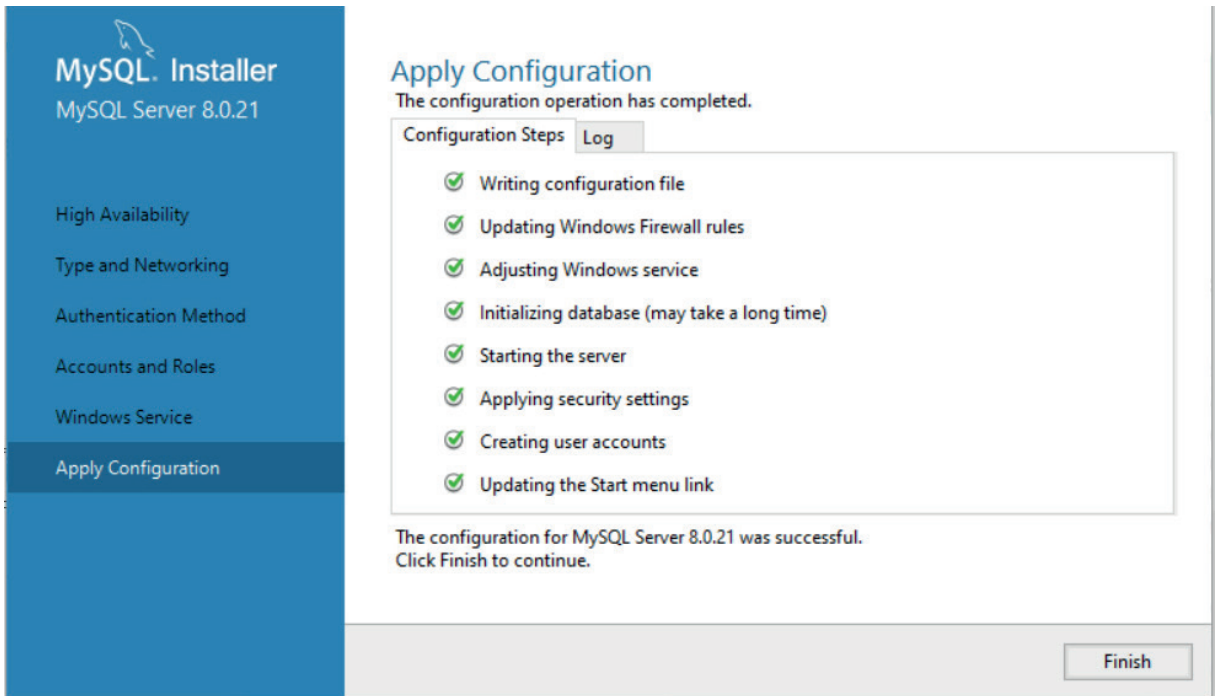 MySQL. Installer
MySQL Server 8.0.21
High Availability
Type and Networking
Authentication Method
Accounts and Roles
Windows Service
Apply Configuration
Apply Configuration
The configuration operation has completed.
Configuration Steps
Log
Writing configuration file
Updating Windows Firewall rules
Adjusting Windows service
Initializing database (may take a long time)
Starting the server
Applying security settings
Creating user accounts
Updating the Start menu link
The configuration for MySQL Server 8.0.21 was successful.
Click Finish to continue.
Finish